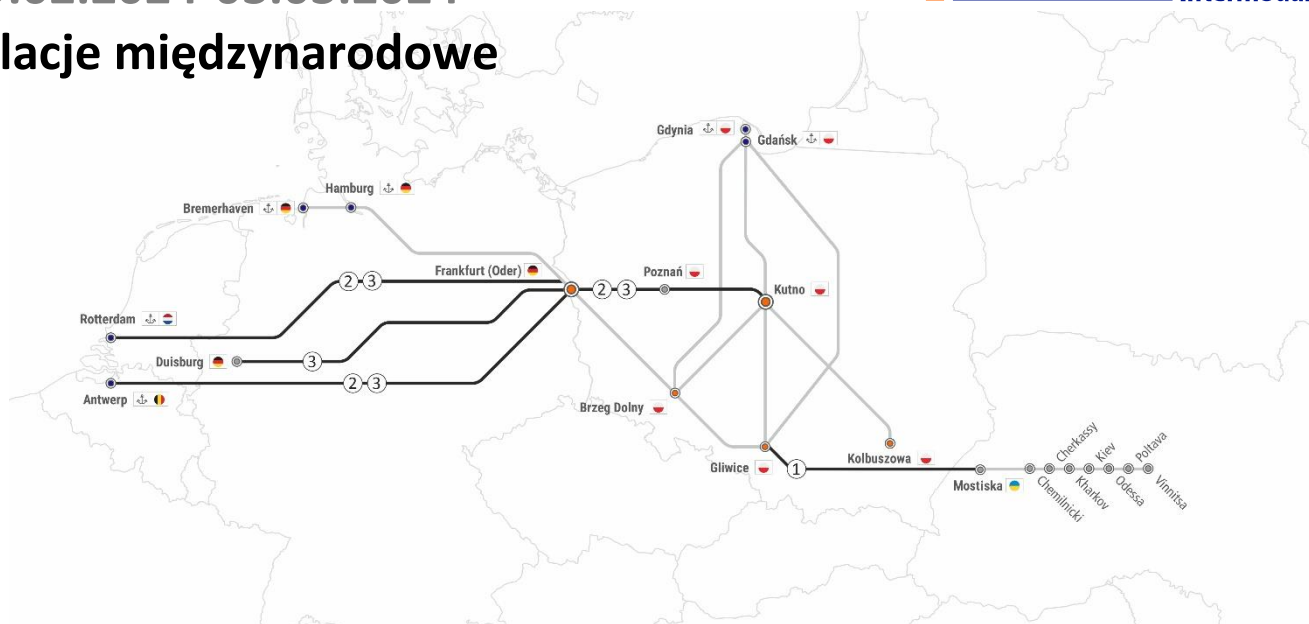 lacje międzynarodowe
Gdynia
Gdańsk
Hamburg
Bremerhaven
Frankfurt (Oder)
2 3
2 3
Poznań
Kutno
Rotterdam
Duisburg
3
2 3
Antwerp
Brzeg Dolny
Gliwice
1
Kolbuszowa
Mostiska
Chemilnicki
Cherkassy
Kharkov
Kiev
Odessa
Poltava
Vinnitsa